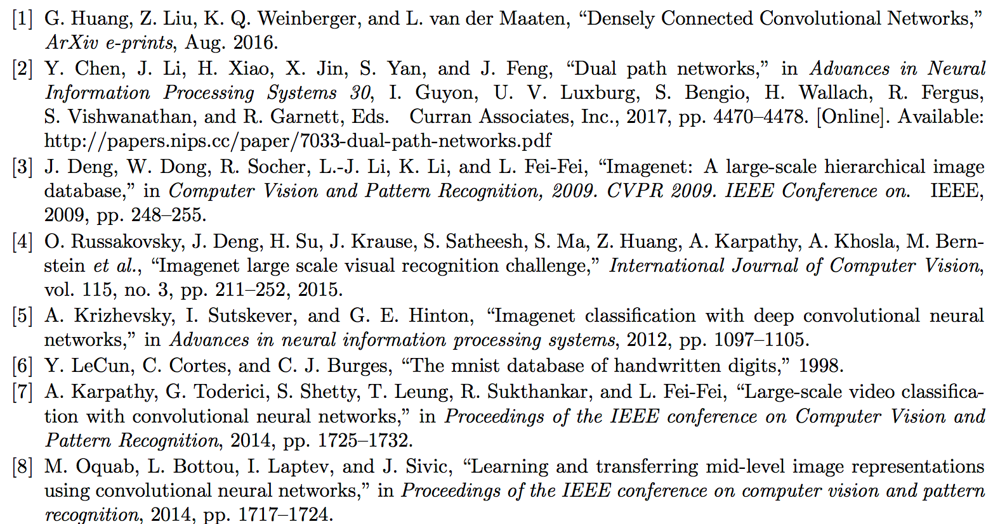 [1] G. Huang, Z. Liu, K. Q. Weinberger, and L. van der Maaten, “Densely Connected Convolutional Networks,”
ArXiv e-prints, Aug. 2016.
[2] Y. Chen, J. Li, H. Xiao, X. Jin, S. Yan, and J. Feng, “Dual path networks,” in Advances in Neural
Information Processing Systems 30, I. Guyon, U. V. Luxburg, S. Bengio, H. Wallach, R. Fergus,
S. Vishwanathan, and R. Garnett, Eds. Curran Associates, Inc., 2017, pp. 4470–4478. [Online]. Available:
http://papers.nips.cc/paper/7033-dual-path-networks.pdf
[3] J. Deng, W. Dong, R. Socher, L.-J. Li, K. Li, and L. Fei-Fei, “Imagenet: A large-scale hierarchical image
database,” in Computer Vision and Pattern Recognition, 2009. CVPR 2009. IEEE Conference on. IEEE,
2009, pp. 248–255.
[4] O. Russakovsky, J. Deng, H. Su, J. Krause, S. Satheesh, S. Ma, Z. Huang, A. Karpathy, A. Khosla, M. Bern-
stein et al., “Imagenet large scale visual recognition challenge,” International Journal of Computer Vision,
vol. 115, no. 3, pp. 211–252, 2015.
[5] A. Krizhevsky, I. Sutskever, and G. E. Hinton, “Imagenet classification with deep convolutional neural
networks,” in Advances in neural information processing systems, 2012, pp. 1097–1105.
[6] Y. LeCun, C. Cortes, and C. J. Burges, “The mnist database of handwritten digits,” 1998.
[7] A. Karpathy, G. Toderici, S. Shetty, T. Leung, R. Sukthankar, and L. Fei-Fei, “Large-scale video classifica-
tion with convolutional neural networks,” in Proceedings of the IEEE conference on Computer Vision and
Pattern Recognition, 2014, pp. 1725–1732.
[8] M. Oquab, L. Bottou, I. Laptev, and J. Sivic, “Learning and transferring mid-level image representations
using convolutional neural networks,” in Proceedings of the IEEE conference on computer vision and pattern
recognition, 2014, pp. 1717–1724.